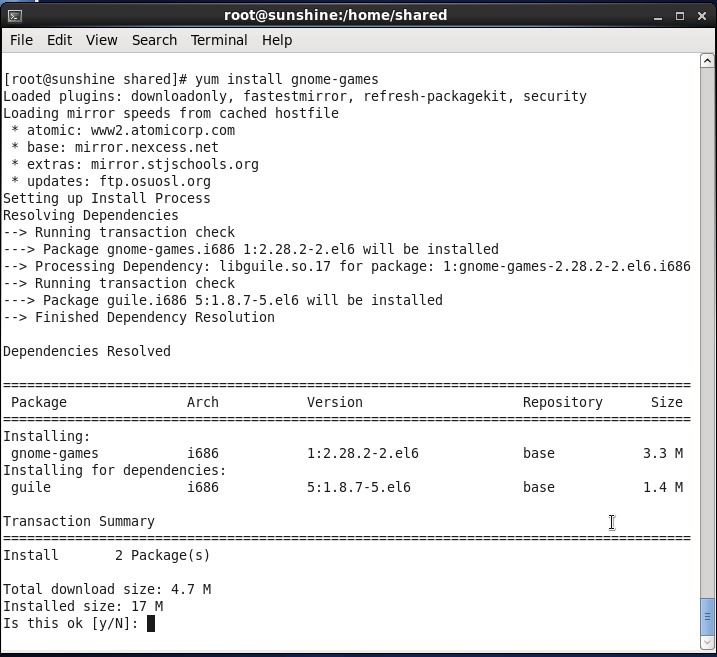 root@sunshine:/home/shared
File Edit View Search Terminal Help
[root@sunshine shared]# yum install gnome-games
Loaded plugins: downloadonly, fastestmirror, refresh-packagekit, security
Loading mirror speeds from cached hostfile
 * atomic: www2.atomicorp.com
 * base: mirror.nexcess.net
 * extras: mirror.stjschools.org
 * updates: ftp.osuosl.org
Setting up Install Process
Resolving Dependencies
--> Running transaction check
---> Package gnome-games.i686 1:2.28.2-2.el6 will be installed
--> Processing Dependency: libguile.so.17 for package: 1:gnome-games-2.28.2-2.el6.i686
--> Running transaction check
---> Package guile.i686 5:1.8.7-5.el6 will be installed
--> Finished Dependency Resolution
Dependencies Resolved
======================================================================================
 Package               Arch           Version                    Repository      Size
======================================================================================
Installing:
 gnome-games           i686           1:2.28.2-2.el6             base           3.3 M
Installing for dependencies:
 guile                 i686           5:1.8.7-5.el6              base           1.4 M
Transaction Summary
======================================================================================
Install       2 Package(s)
Total download size: 4.7 M
Installed size: 17 M
Is this ok [y/N]: